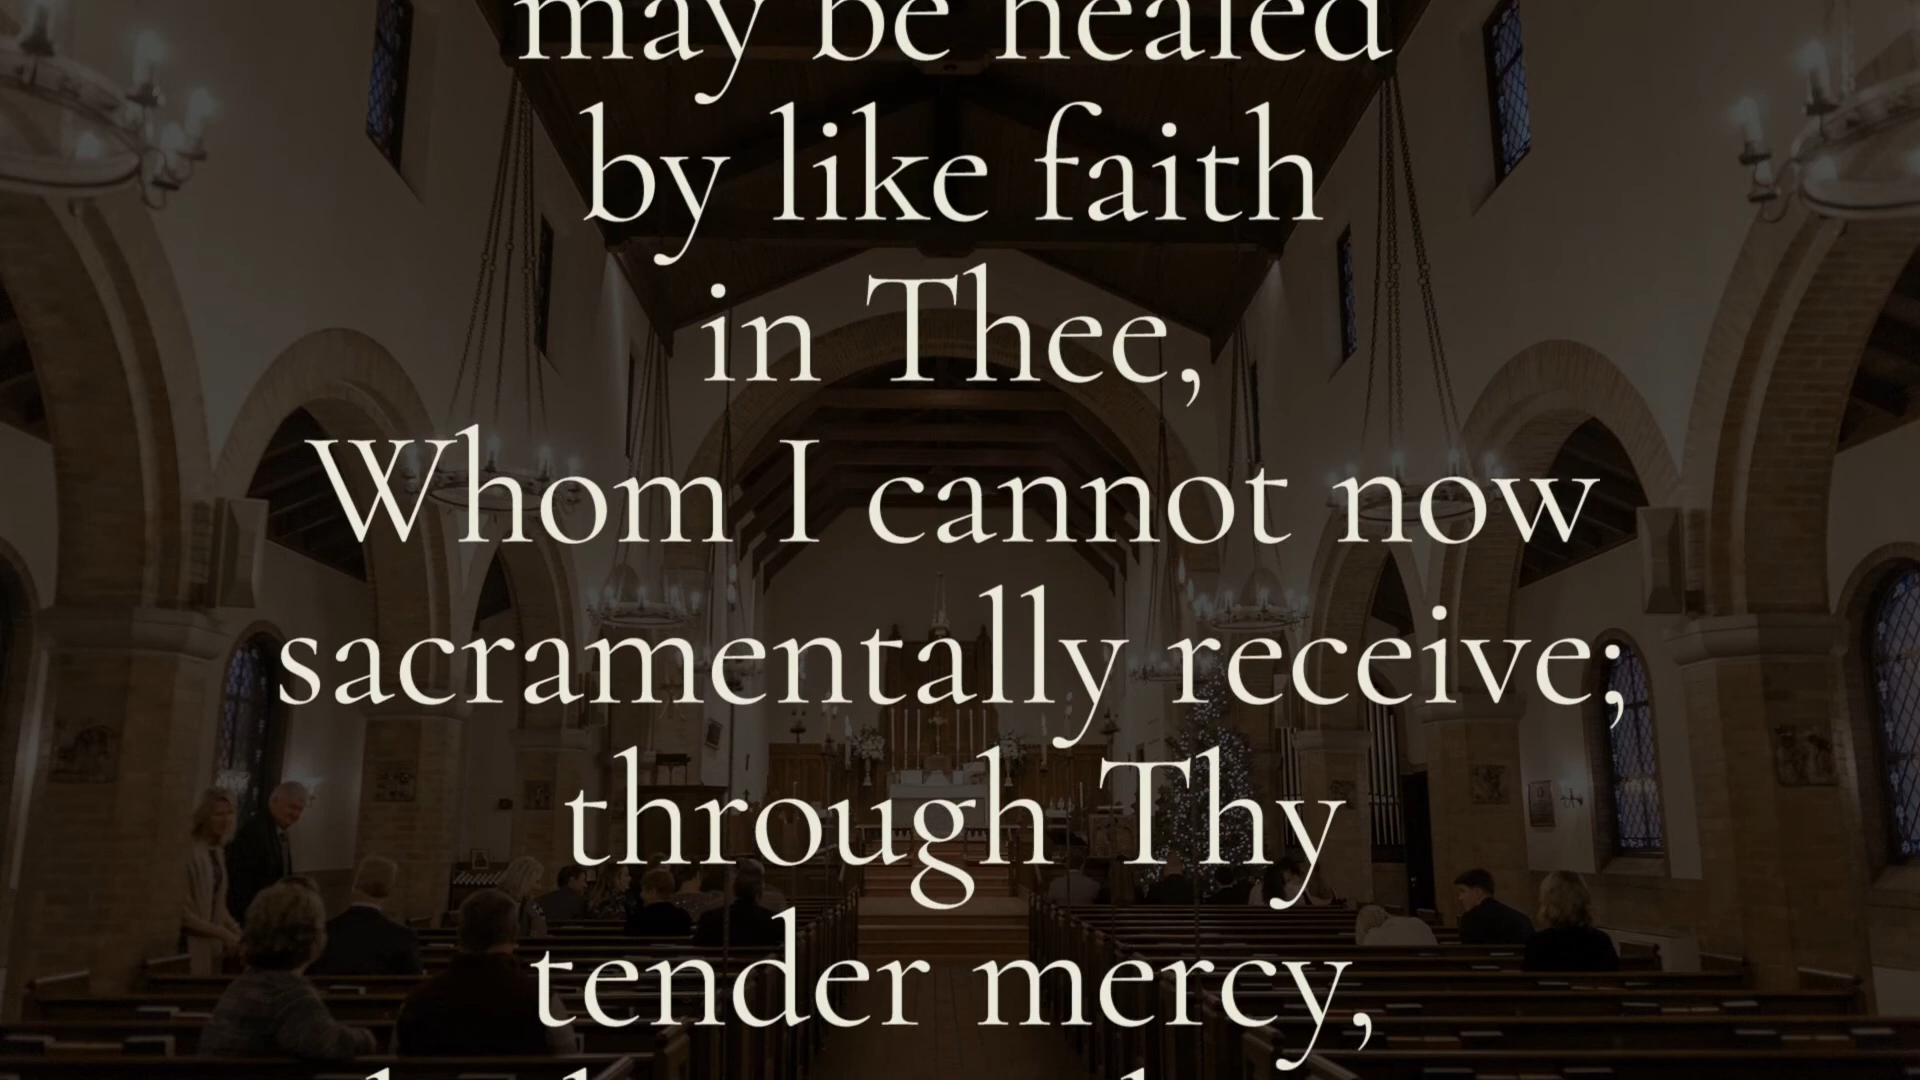 may be healed
by like faith
in Thee,
Whom I cannot now
sacramentally receive;
through Thy
tender mercy,